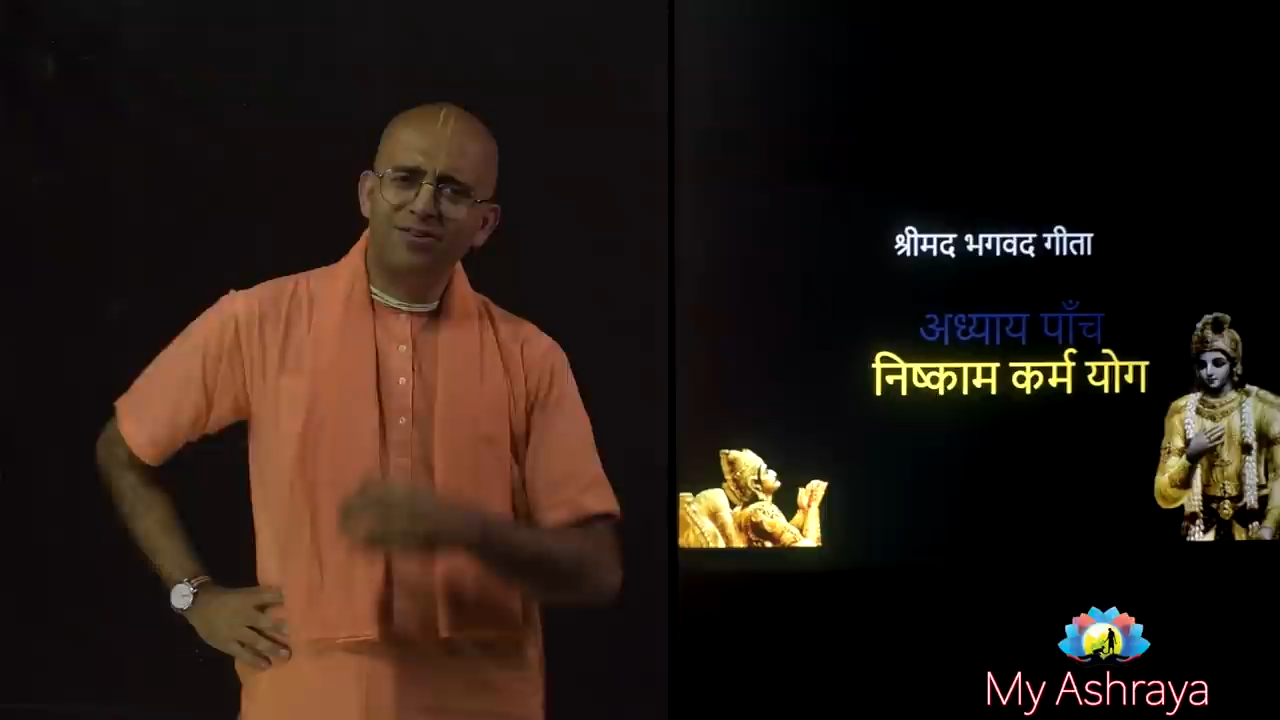 श्रीमद भगवद गीता
अध्याय पाँच
निष्काम कर्म योग
My Ashraya